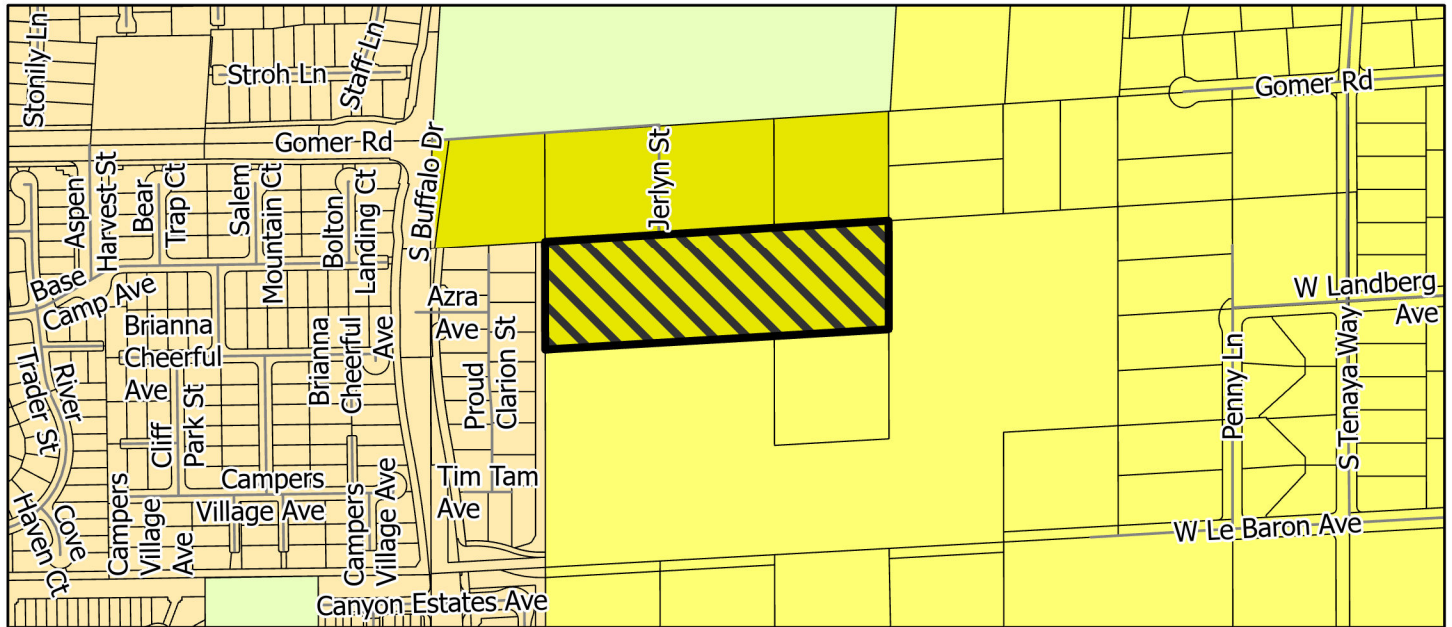 Stonily Ln
Stroh Ln
Staff Ln
Gomer Rd
Gomer Rd
S Buffalo Dr
Jerlyn St
Aspen
Harvest St
Bear
Trap Ct
Salem
Mountain Ct
Bolton
Landing Ct
Base
Camp Ave
Azra
Ave
Proud
Clarion St
W Landberg
Ave
Brianna
Cheerful
Ave
Brianna
Cheerful
Ave
River
Trader St
Cliff
Park St
Penny Ln
S Tenaya Way
Campers
Village Ave
Tim Tam
Ave
Campers
Village
Ave
Campers
Village Ave
Cove
Haven Ct
W Le Baron Ave
Canyon Estates Ave